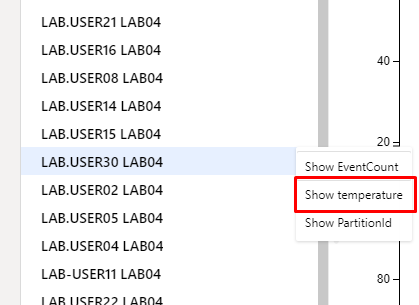 LAB.USER21 LAB04
LAB.USER16 LAB04
40
LAB.USER08 LAB04
LAB.USER14 LAB04
LAB.USER15 LAB04
20
LAB.USER30 LAB04
Show EventCount
LAB.USER02 LAB04
Show temperature
LAB.USER05 LAB04
Show PartitionId
LAB.USER04 LAB04
LAB-USER11 LAB04
80
LAB.USER22 LAB04